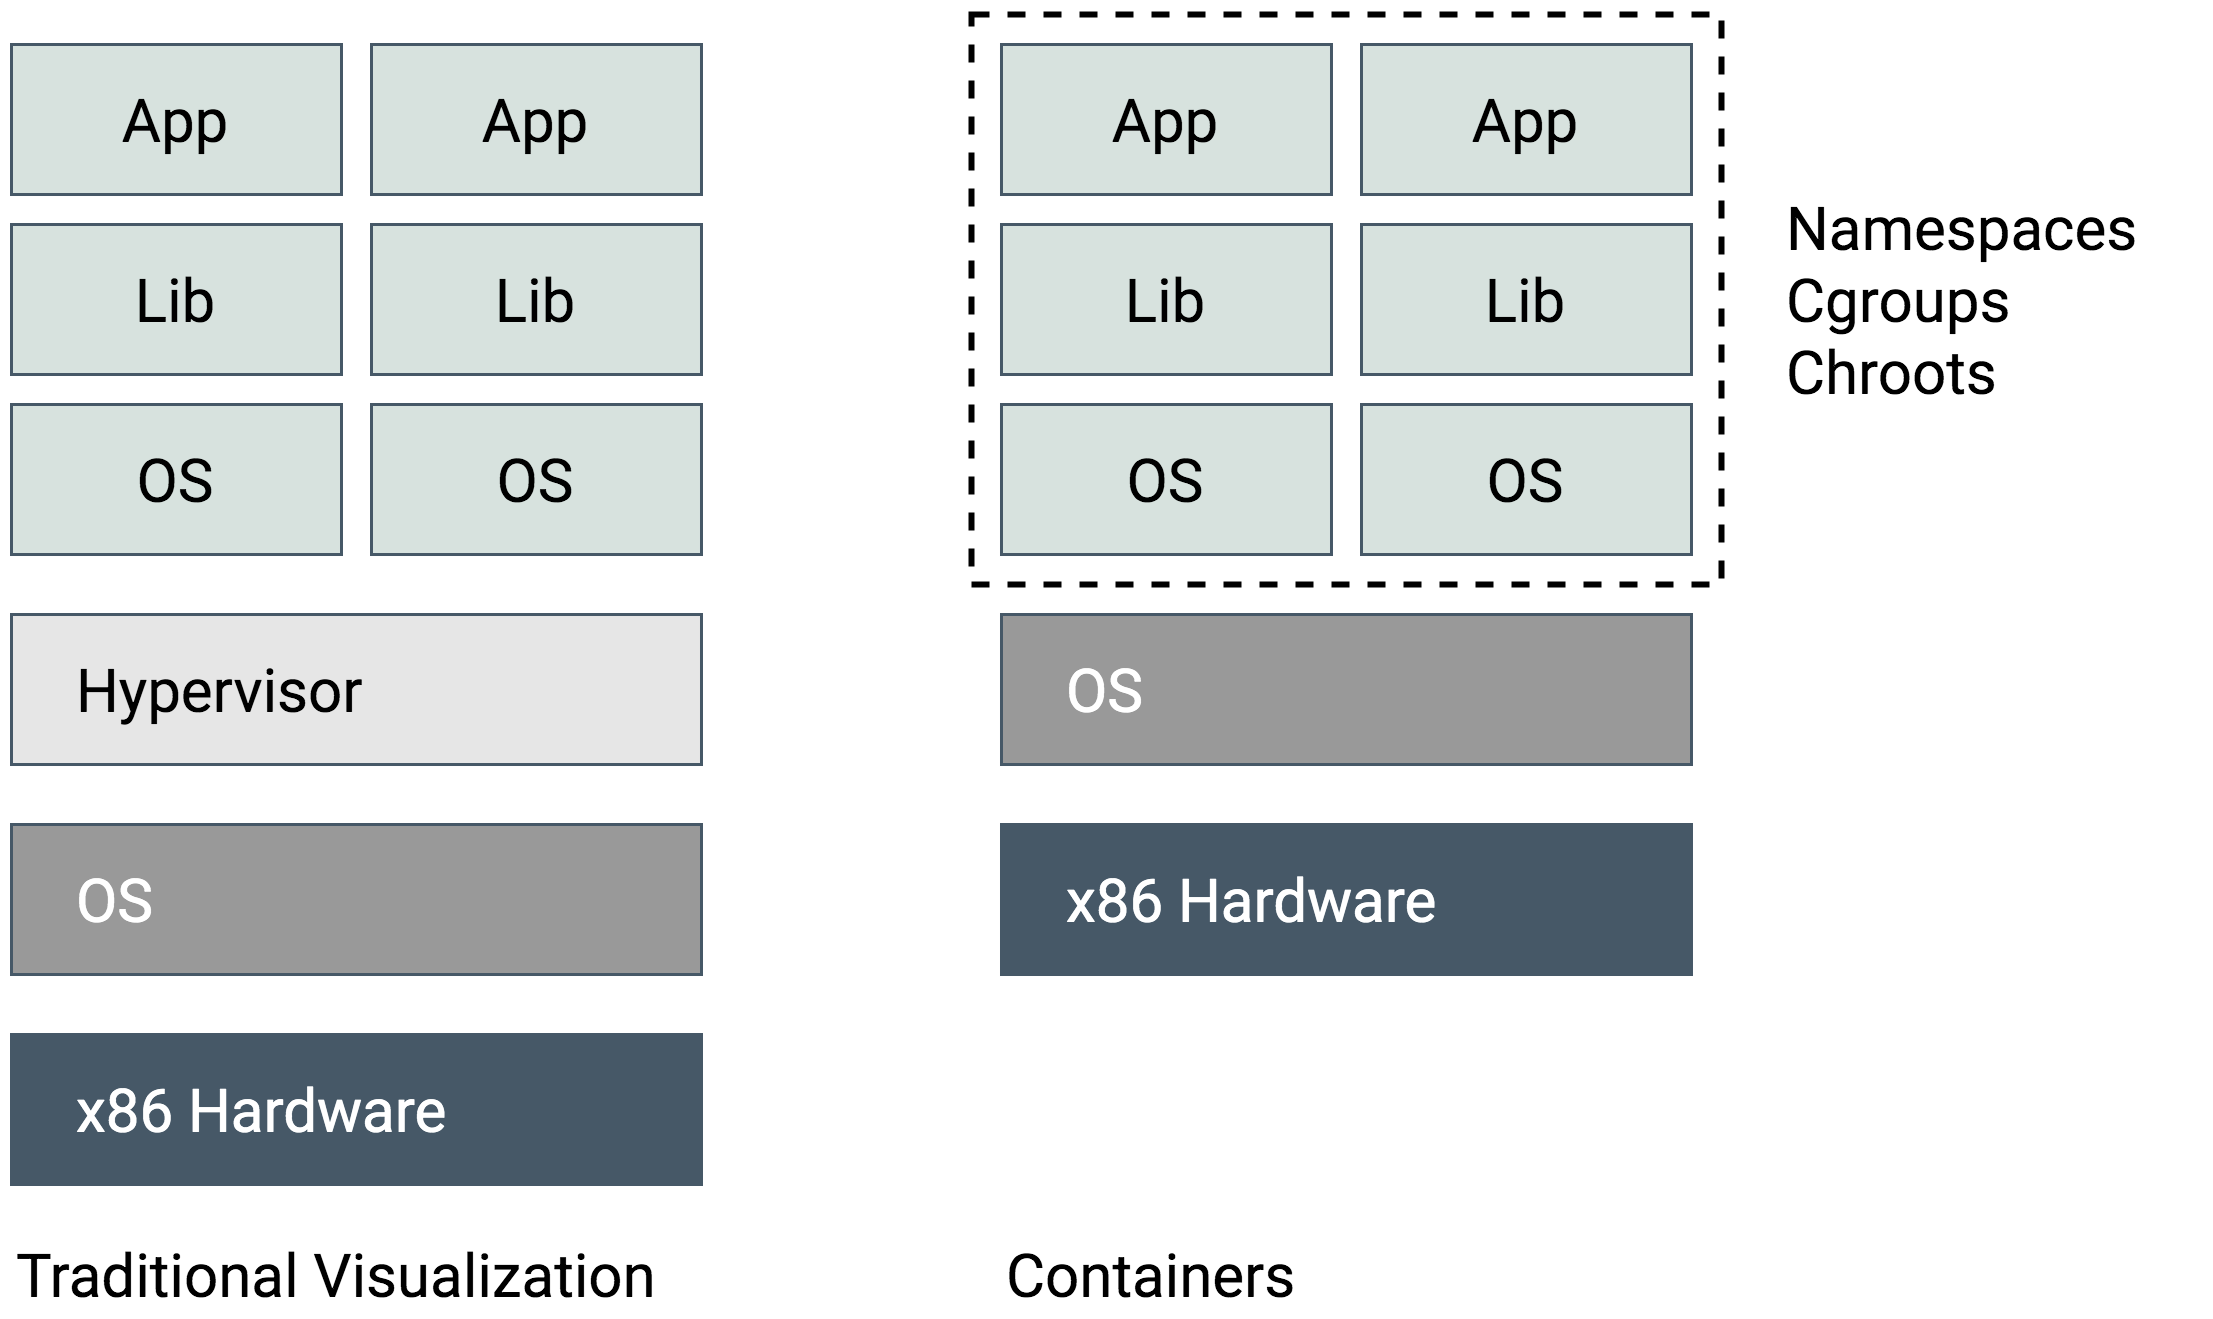 App
App
Lib
Lib
OS
OS
Hypervisor
OS
x86 Hardware
Traditional Visualization
App
App
Lib
Lib
OS
OS
Namespaces
Cgroups
Chroots
OS
x86 Hardware
Containers